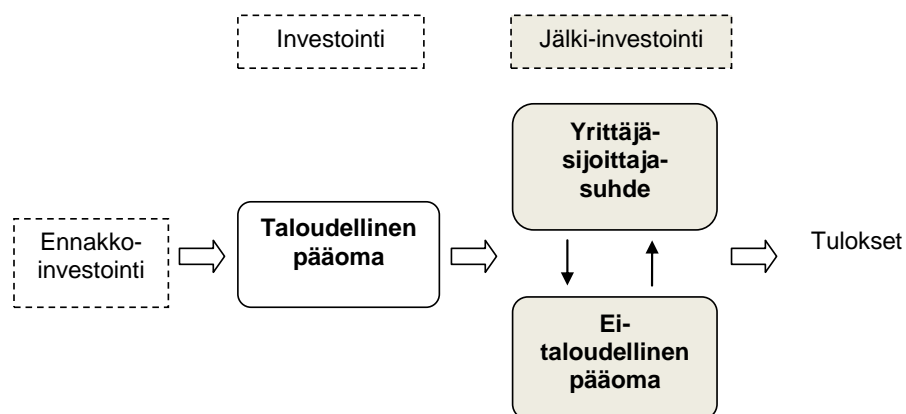 Investointi
Jälki-investointi
Yrittäjä-
sijoittaja-
suhde
Ennakko-
investointi
Taloudellinen
pääoma
Tulokset
Ei-
taloudellinen
pääoma